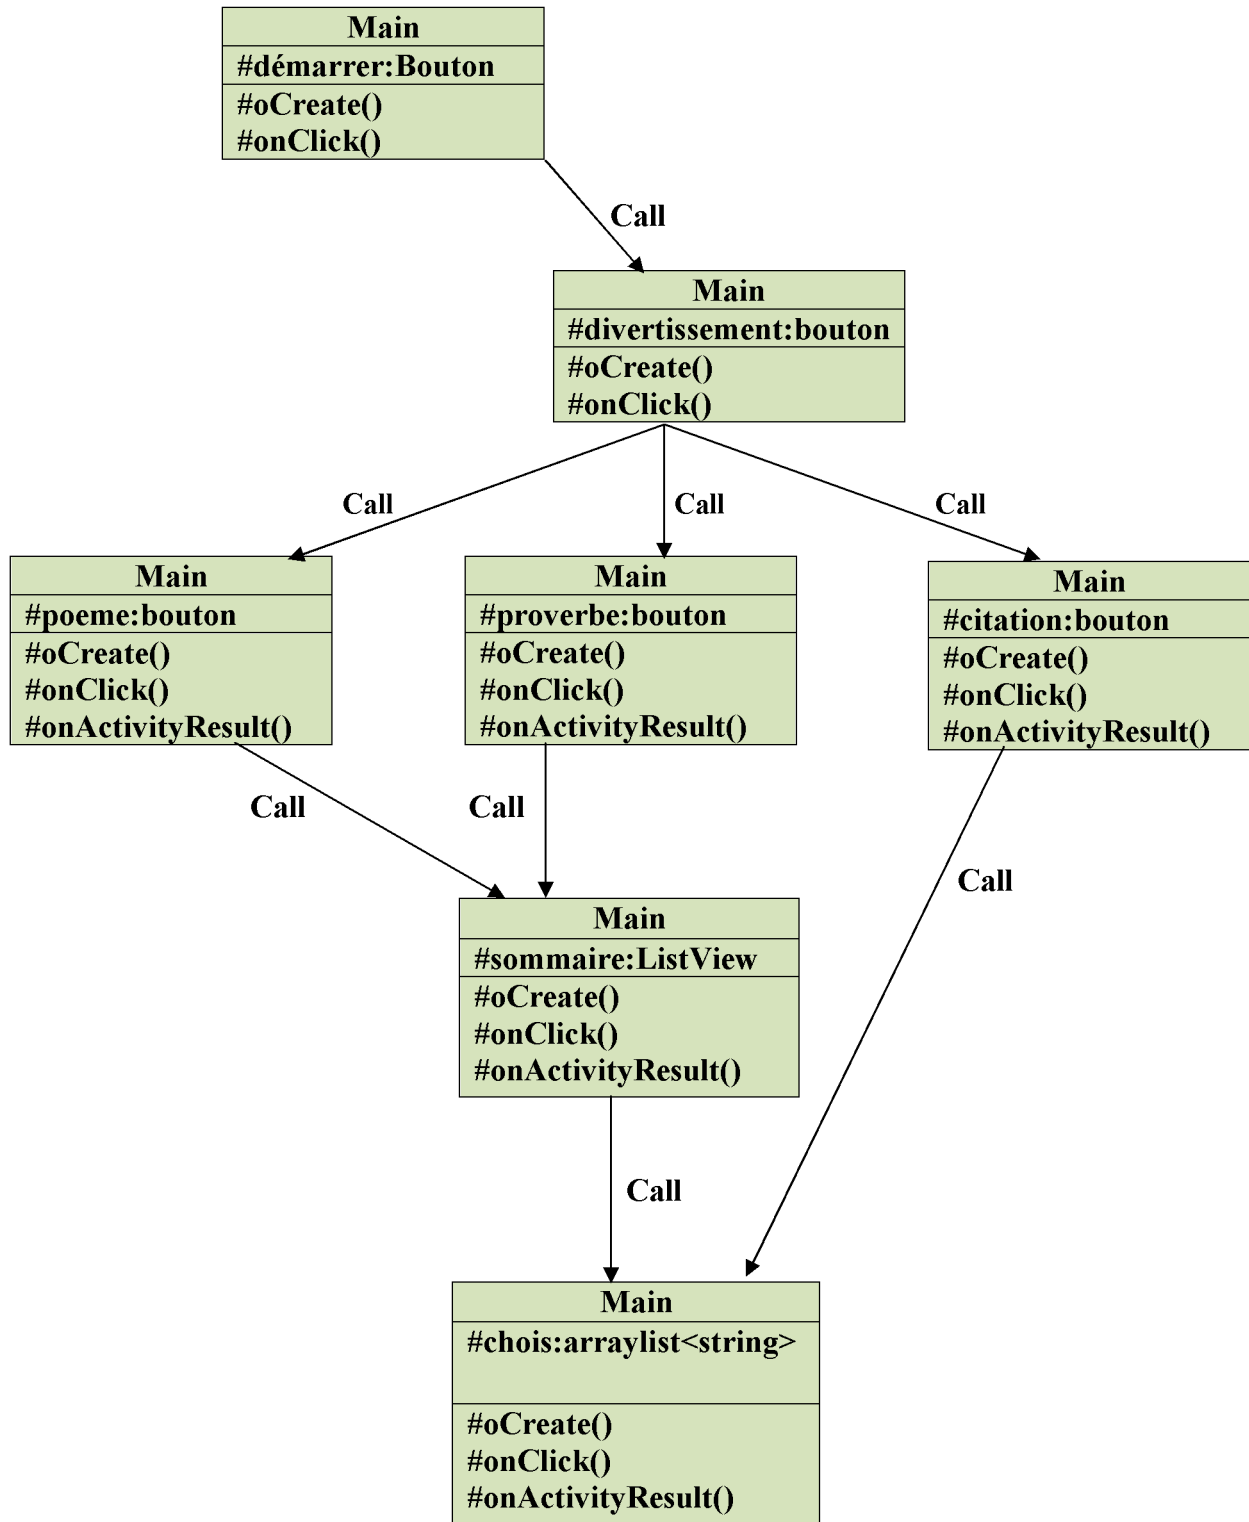 Main
#démarrer:Bouton
#oCreate()
#onClick()
Call
Main
#divertissement:bouton
#oCreate()
#onClick()
Call
Call
Call
Main
#poeme:bouton
#oCreate()
#onClick()
#onActivityResult()
Main
#proverbe:bouton
#oCreate()
#onClick()
#onActivityResult()
Main
#citation:bouton
#oCreate()
#onClick()
#onActivityResult()
Call
Call
Call
Main
#sommaire:ListView
#oCreate()
#onClick()
#onActivityResult()
Call
Main
#chois:arraylist<string>
#oCreate()
#onClick()
#onActivityResult()